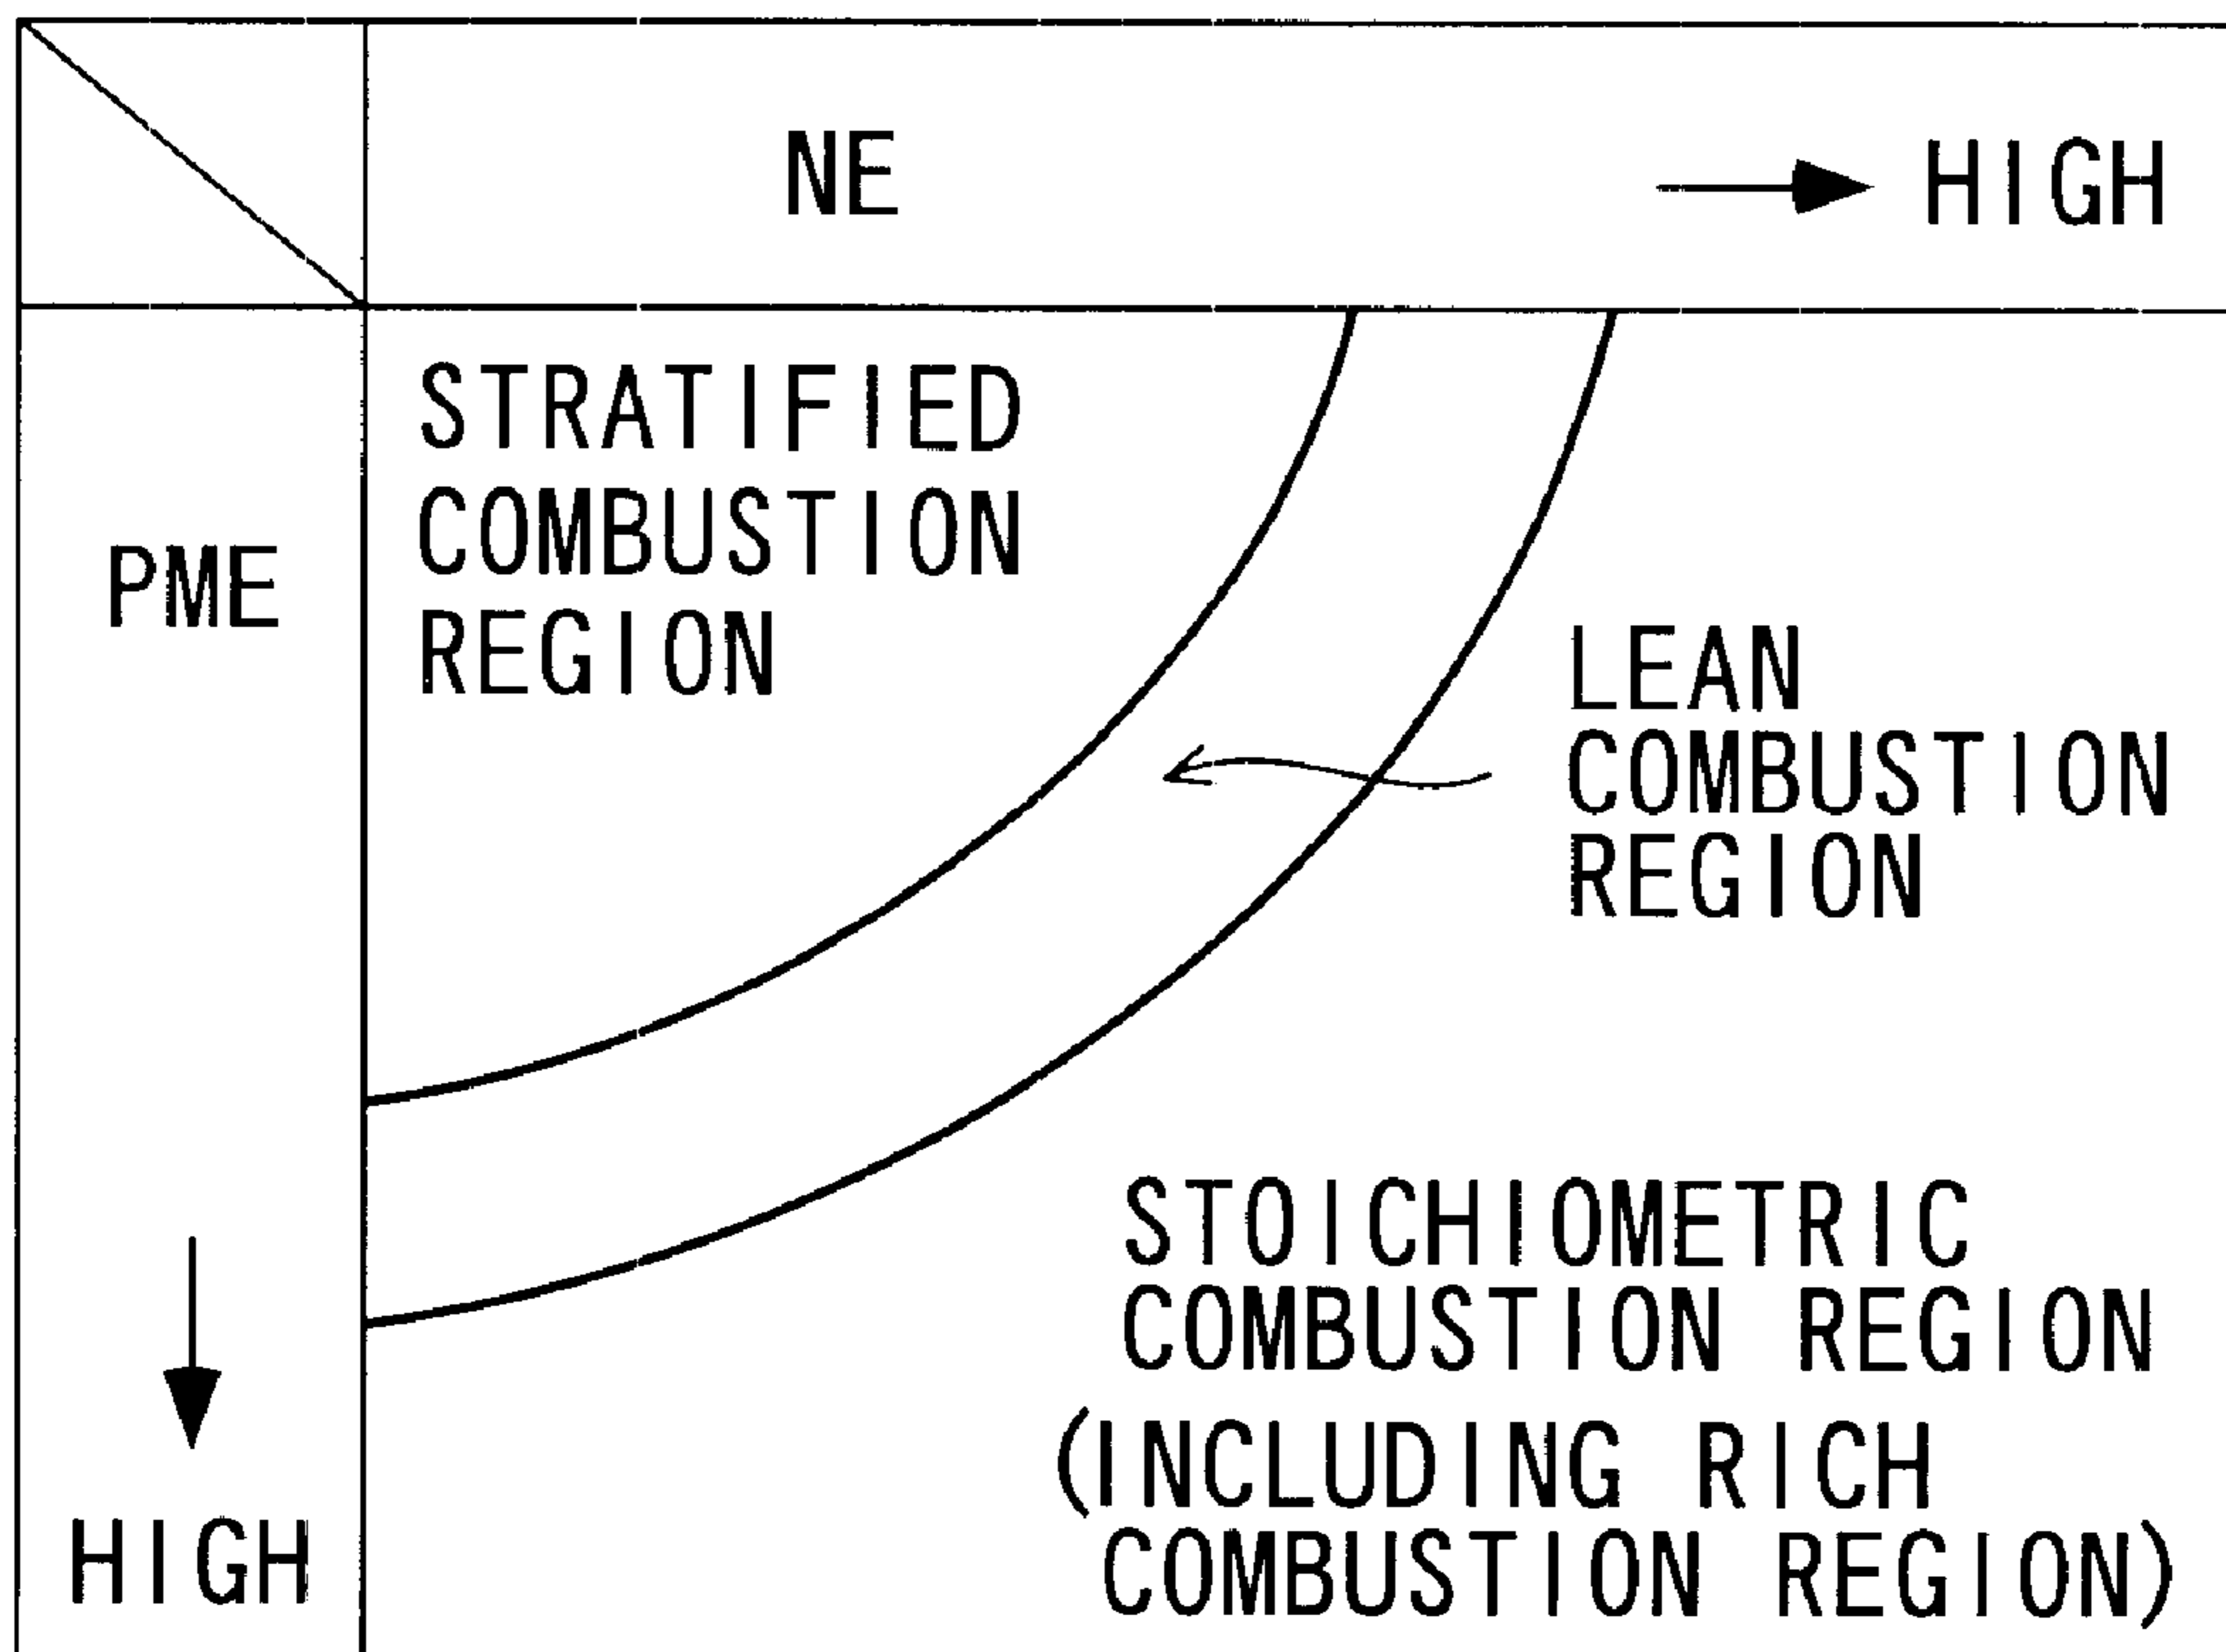 NE
HIGH
STRATIFIED
COMBUSTION
REGION
PME
LEAN
COMBUSTION
REGION
STOICHIOMETRIC
COMBUSTION REGION
(INCLUDING RICH
COMBUSTION REGION)
HIGH